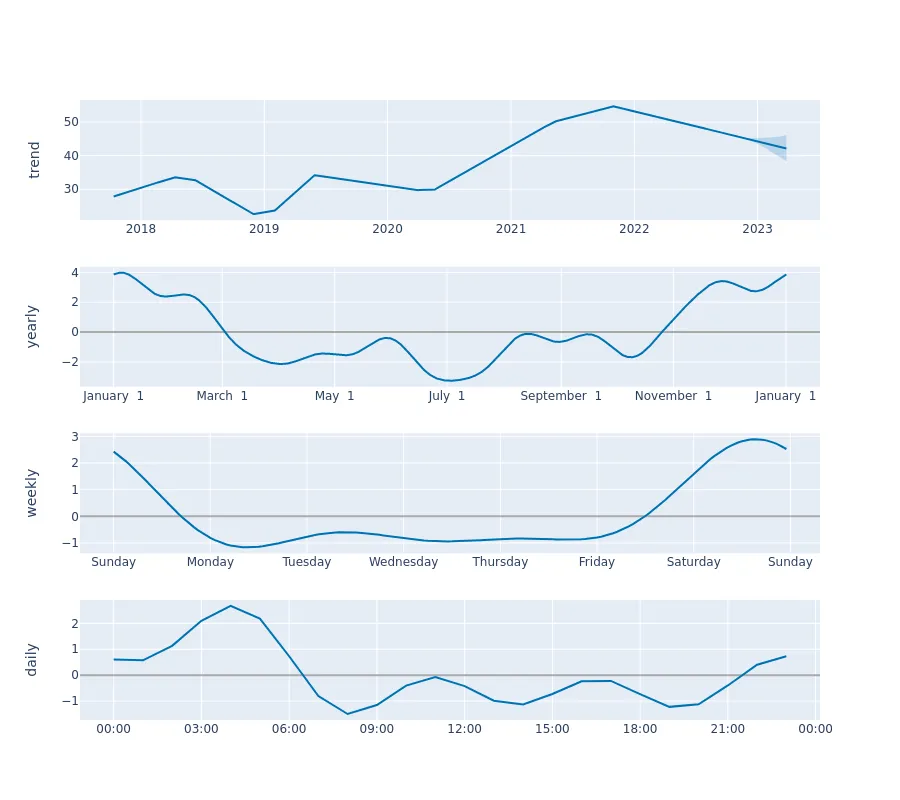 trend
50
40
30
2018 2019 2020 2021 2022 2023
yearly
4
2
0
−2
January 1 March 1 May 1 July 1 September 1 November 1 January 1
weekly
3
2
1
0
−1
Sunday Monday Tuesday Wednesday Thursday Friday Saturday Sunday
daily
2
1
0
−1
00:00 03:00 06:00 09:00 12:00 15:00 18:00 21:00 00:00